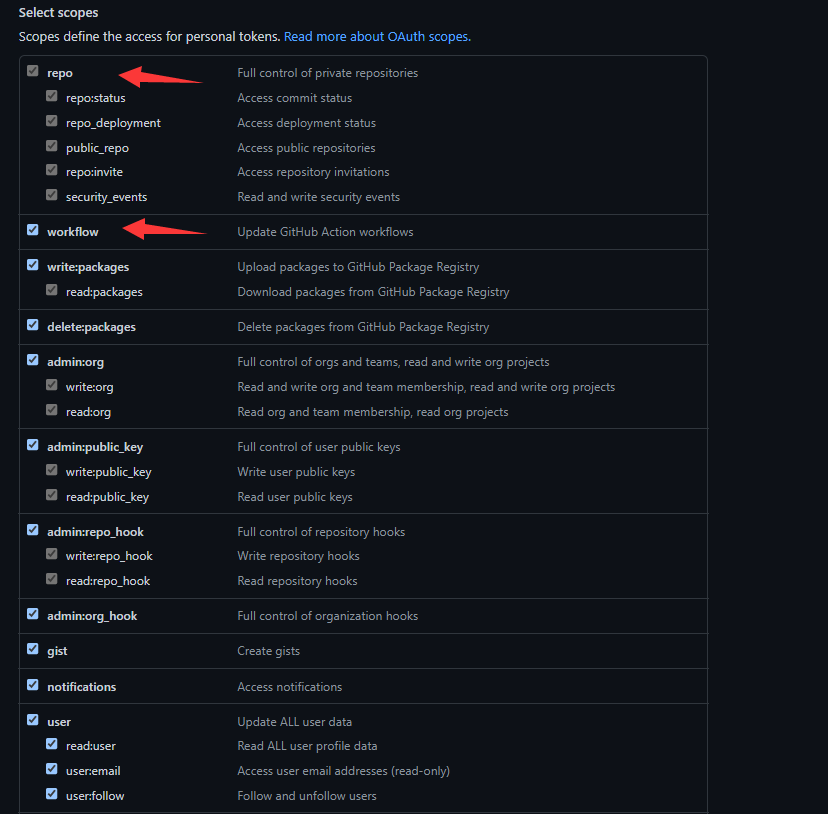 Select scopes
Scopes define the access for personal tokens. Read more about OAuth scopes.
repo Full control of private repositories
repo:status Access commit status
repo_deployment Access deployment status
public_repo Access public repositories
repo:invite Access repository invitations
security_events Read and write security events
workflow Update GitHub Action workflows
write:packages Upload packages to GitHub Package Registry
read:packages Download packages from GitHub Package Registry
delete:packages Delete packages from GitHub Package Registry
admin:org Full control of orgs and teams, read and write org projects
write:org Read and write org and team membership, read and write org projects
read:org Read org and team membership, read org projects
admin:public_key Full control of user public keys
write:public_key Write user public keys
read:public_key Read user public keys
admin:repo_hook Full control of repository hooks
write:repo_hook Write repository hooks
read:repo_hook Read repository hooks
admin:org_hook Full control of organization hooks
gist Create gists
notifications Access notifications
user Update ALL user data
read:user Read ALL user profile data
user:email Access user email addresses (read-only)
user:follow Follow and unfollow users